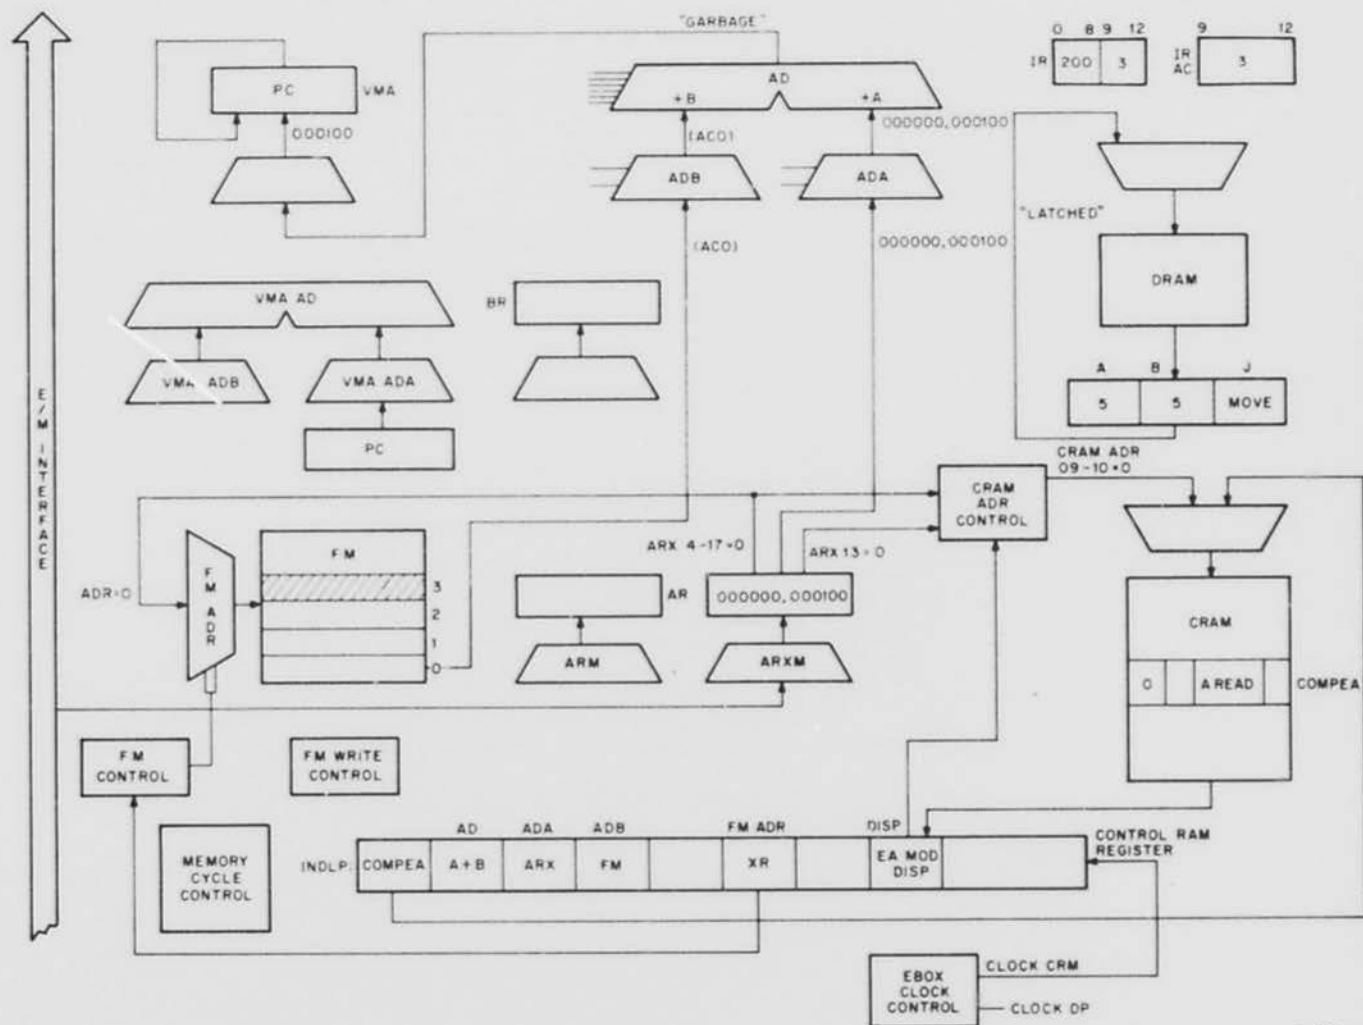 "GARBAGE"
0 8 9 12
IR 200 3
9 12
IR AC 3
PC VMA
000100
AD
+B +A
(AC0)
000000,000100
ADB
ADA
(AC0)
000000,000100
"LATCHED"
DRAM
A B J
5 5 MOVE
VMA AD
VMA ADB
VMA ADA
PC
BR
E/M INTERFACE
CRAM ADR
09-10=0
CRAM
ADR
CONTROL
ADR=0
FM ADR
FM
3
2
1
0
ARX 4-17=0
ARX 13=0
AR
000000,000100
ARM
ARXM
CRAM
0 A READ COMPEA
FM
CONTROL
FM WRITE
CONTROL
MEMORY
CYCLE
CONTROL
AD ADA ADB FM ADR DISP
INDLP: COMPEA A+B ARX FM XR EA MOD DISP
CONTROL RAM
REGISTER
EBOX
CLOCK
CONTROL
CLOCK CRM
CLOCK DP